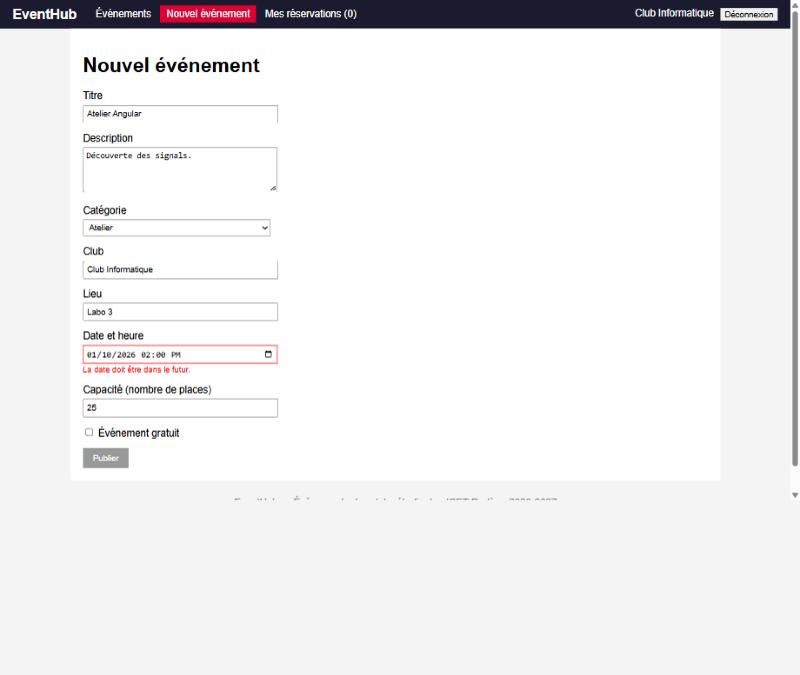 EventHub Évènements Nouvel événement Mes réservations (0) Club Informatique Déconnexion
Nouvel événement
Titre
Atelier Angular
Description
Découverte des signals.
Catégorie
Atelier
Club
Club Informatique
Lieu
Labo 3
Date et heure
01/10/2026 02:00 PM
La date doit être dans le futur.
Capacité (nombre de places)
25
Événement gratuit
Publier